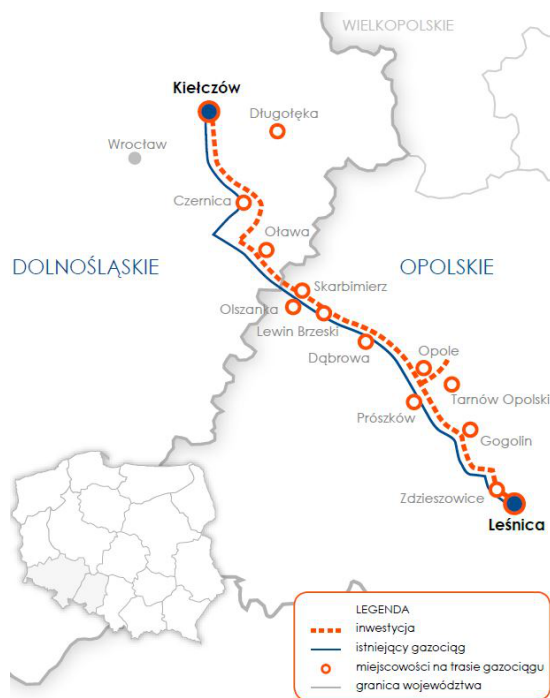 WIELKOPOLSKIE
Kiełczów
Długołęka
Wrocław
Czernica
Oława
DOLNOŚLĄSKIE
OPOLSKIE
Skarbimierz
Olszanka
Lewin Brzeski
Dąbrowa
Opole
Tarnów Opolski
Prószków
Gogolin
Zdzieszowice
Leśnica
LEGENDA
inwestycja
istniejący gazociąg
miejscowości na trasie gazociągu
granica województwa